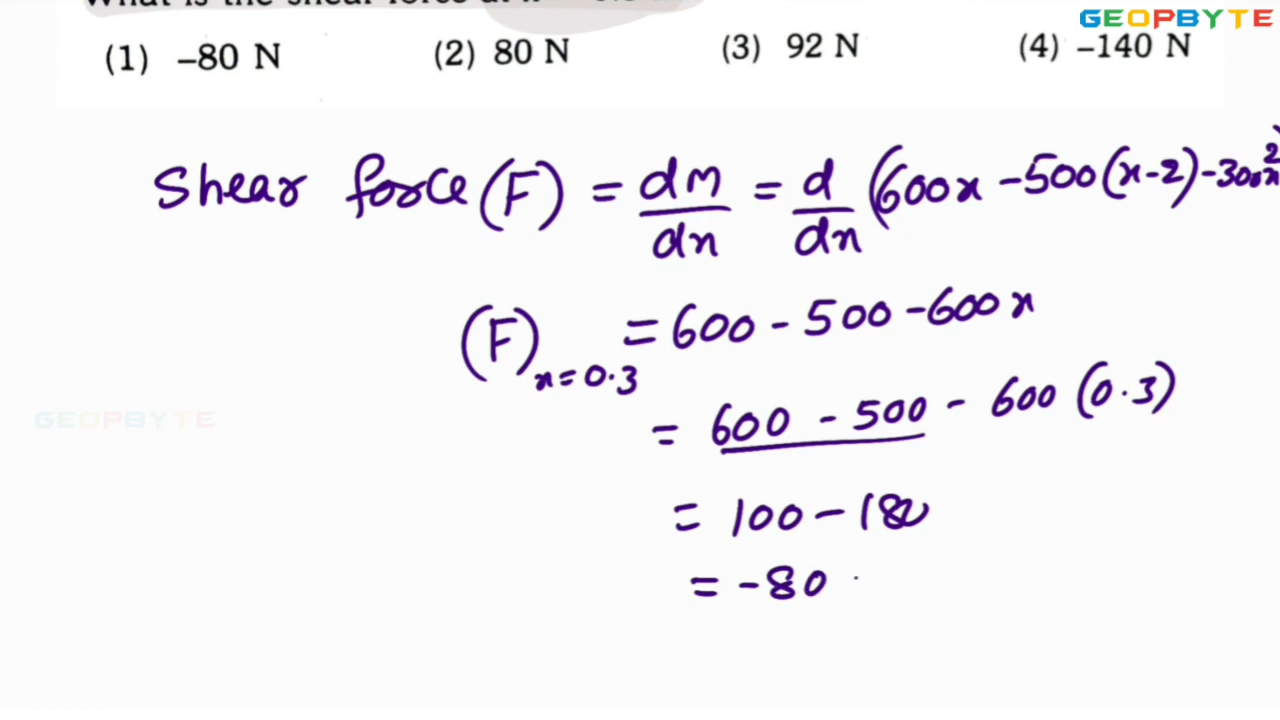 GEOPBYTE
(1) -80 N (2) 80 N (3) 92 N (4) -140 N
Shear force (F) = dM/dx = d/dx (600x - 500(x-2) - 300x²)
(F)x=0.3 = 600 - 500 - 600x
GEOPBYTE
= 600 - 500 - 600 (0.3)
= 100 - 180
= -80